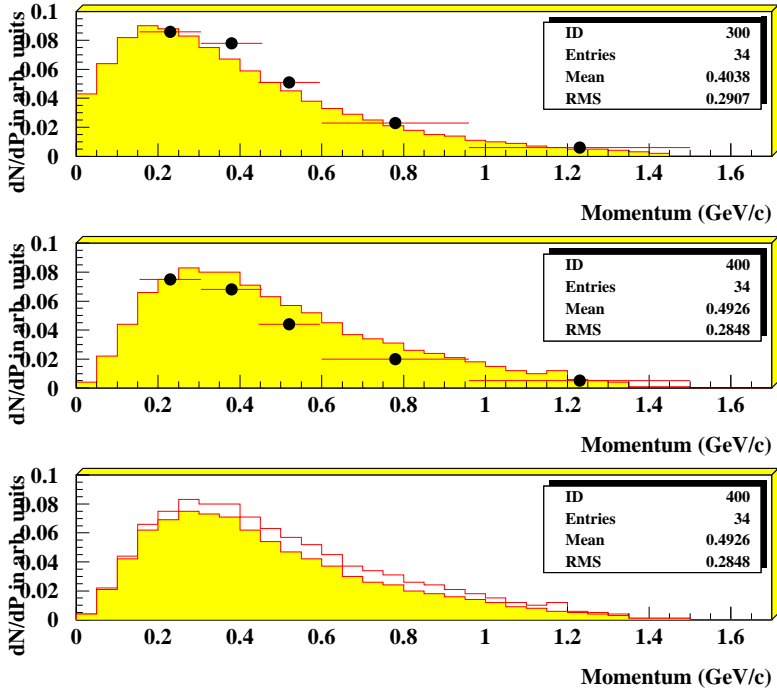 dN/dP in arb. units
0.1
0.08
0.06
0.04
0.02
0
0 0.2 0.4 0.6 0.8 1 1.2 1.4 1.6
Momentum (GeV/c)
ID 300
Entries 34
Mean 0.4038
RMS 0.2907
dN/dP in arb. units
0.1
0.08
0.06
0.04
0.02
0
0 0.2 0.4 0.6 0.8 1 1.2 1.4 1.6
Momentum (GeV/c)
ID 400
Entries 34
Mean 0.4926
RMS 0.2848
dN/dP in arb. units
0.1
0.08
0.06
0.04
0.02
0
0 0.2 0.4 0.6 0.8 1 1.2 1.4 1.6
Momentum (GeV/c)
ID 400
Entries 34
Mean 0.4926
RMS 0.2848